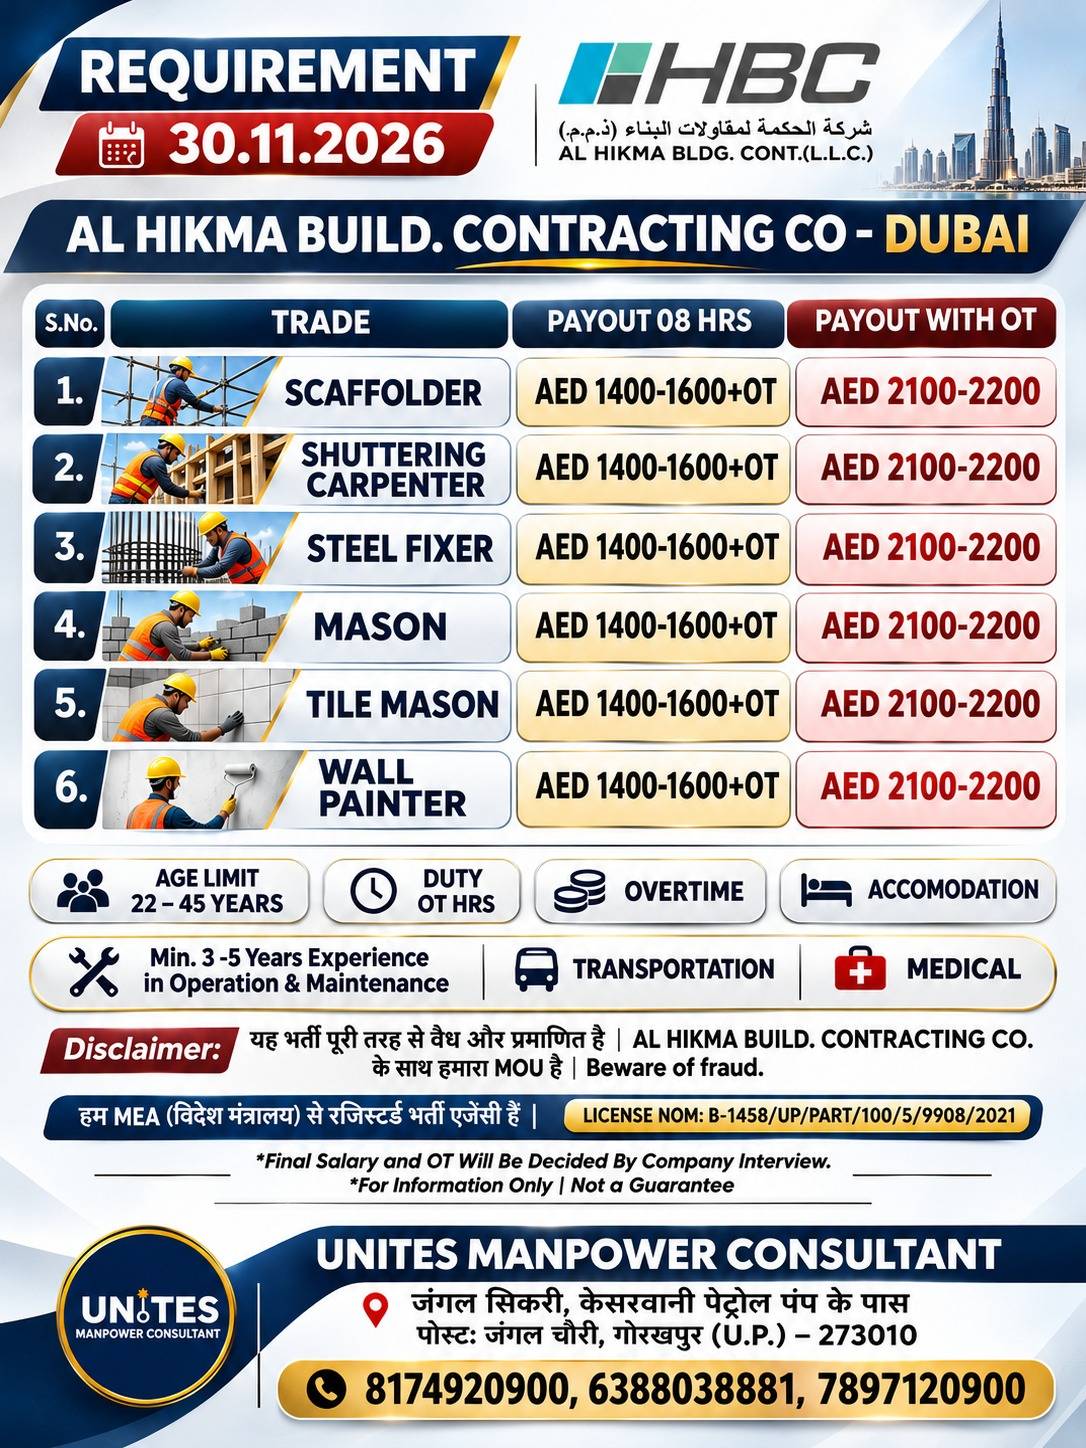 REQUIREMENT
30.11.2026
HBC
شركة الحكمة لمقاولات البناء (ذ.م.م.)
AL HIKMA BLDG. CONT.(L.L.C.)
AL HIKMA BUILD. CONTRACTING CO - DUBAI
S.No. TRADE PAYOUT 08 HRS PAYOUT WITH OT
1. SCAFFOLDER AED 1400-1600+OT AED 2100-2200
2. SHUTTERING CARPENTER AED 1400-1600+OT AED 2100-2200
3. STEEL FIXER AED 1400-1600+OT AED 2100-2200
4. MASON AED 1400-1600+OT AED 2100-2200
5. TILE MASON AED 1400-1600+OT AED 2100-2200
6. WALL PAINTER AED 1400-1600+OT AED 2100-2200
AGE LIMIT
22 – 45 YEARS
DUTY
OT HRS
OVERTIME
ACCOMODATION
Min. 3 -5 Years Experience
in Operation & Maintenance
TRANSPORTATION
MEDICAL
Disclaimer: यह भर्ती पूरी तरह से वैध और प्रमाणित है | AL HIKMA BUILD. CONTRACTING CO.
के साथ हमारा MOU है | Beware of fraud.
हम MEA (विदेश मंत्रालय) से रजिस्टर्ड भर्ती एजेंसी हैं | LICENSE NOM: B-1458/UP/PART/100/5/9908/2021
*Final Salary and OT Will Be Decided By Company Interview.
*For Information Only | Not a Guarantee
UNITES
MANPOWER CONSULTANT
UNITES MANPOWER CONSULTANT
जंगल सिकरी, केसरवानी पेट्रोल पंप के पास
पोस्ट: जंगल चौरी, गोरखपुर (U.P.) – 273010
8174920900, 6388038881, 7897120900